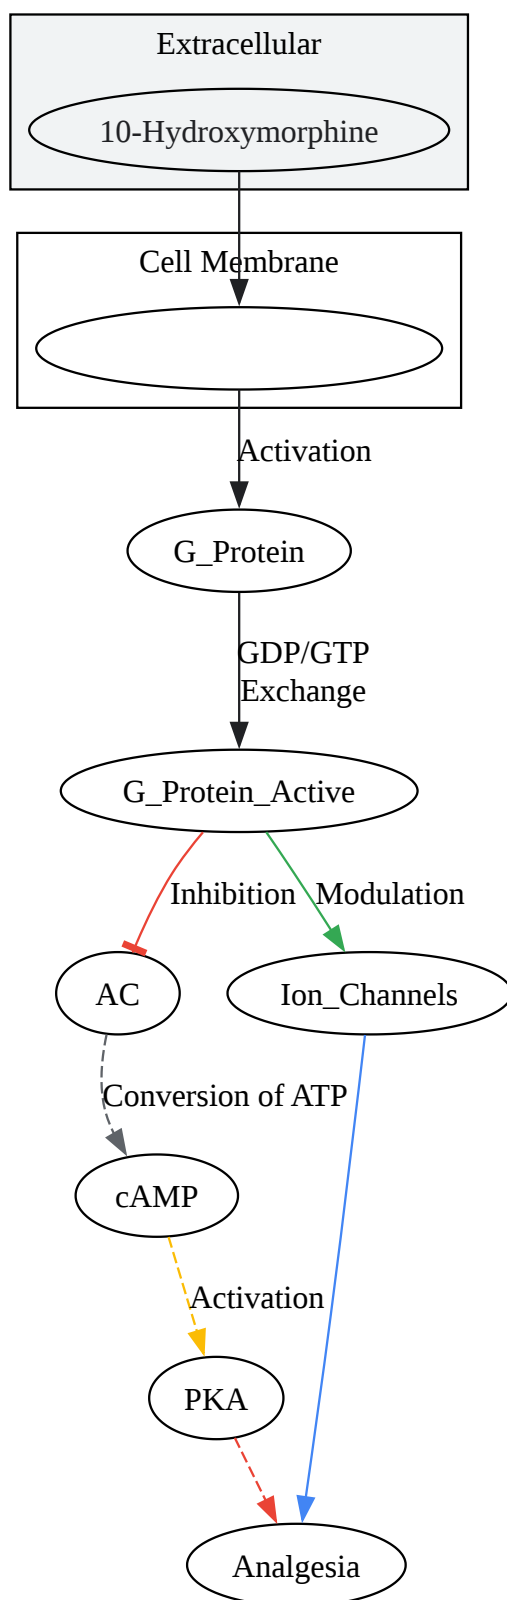 Extracellular
10-Hydroxymorphine
Cell Membrane
Activation
G_Protein
GDP/GTP
Exchange
G_Protein_Active
Inhibition
Modulation
AC
Ion_Channels
Conversion of ATP
cAMP
Activation
PKA
Analgesia